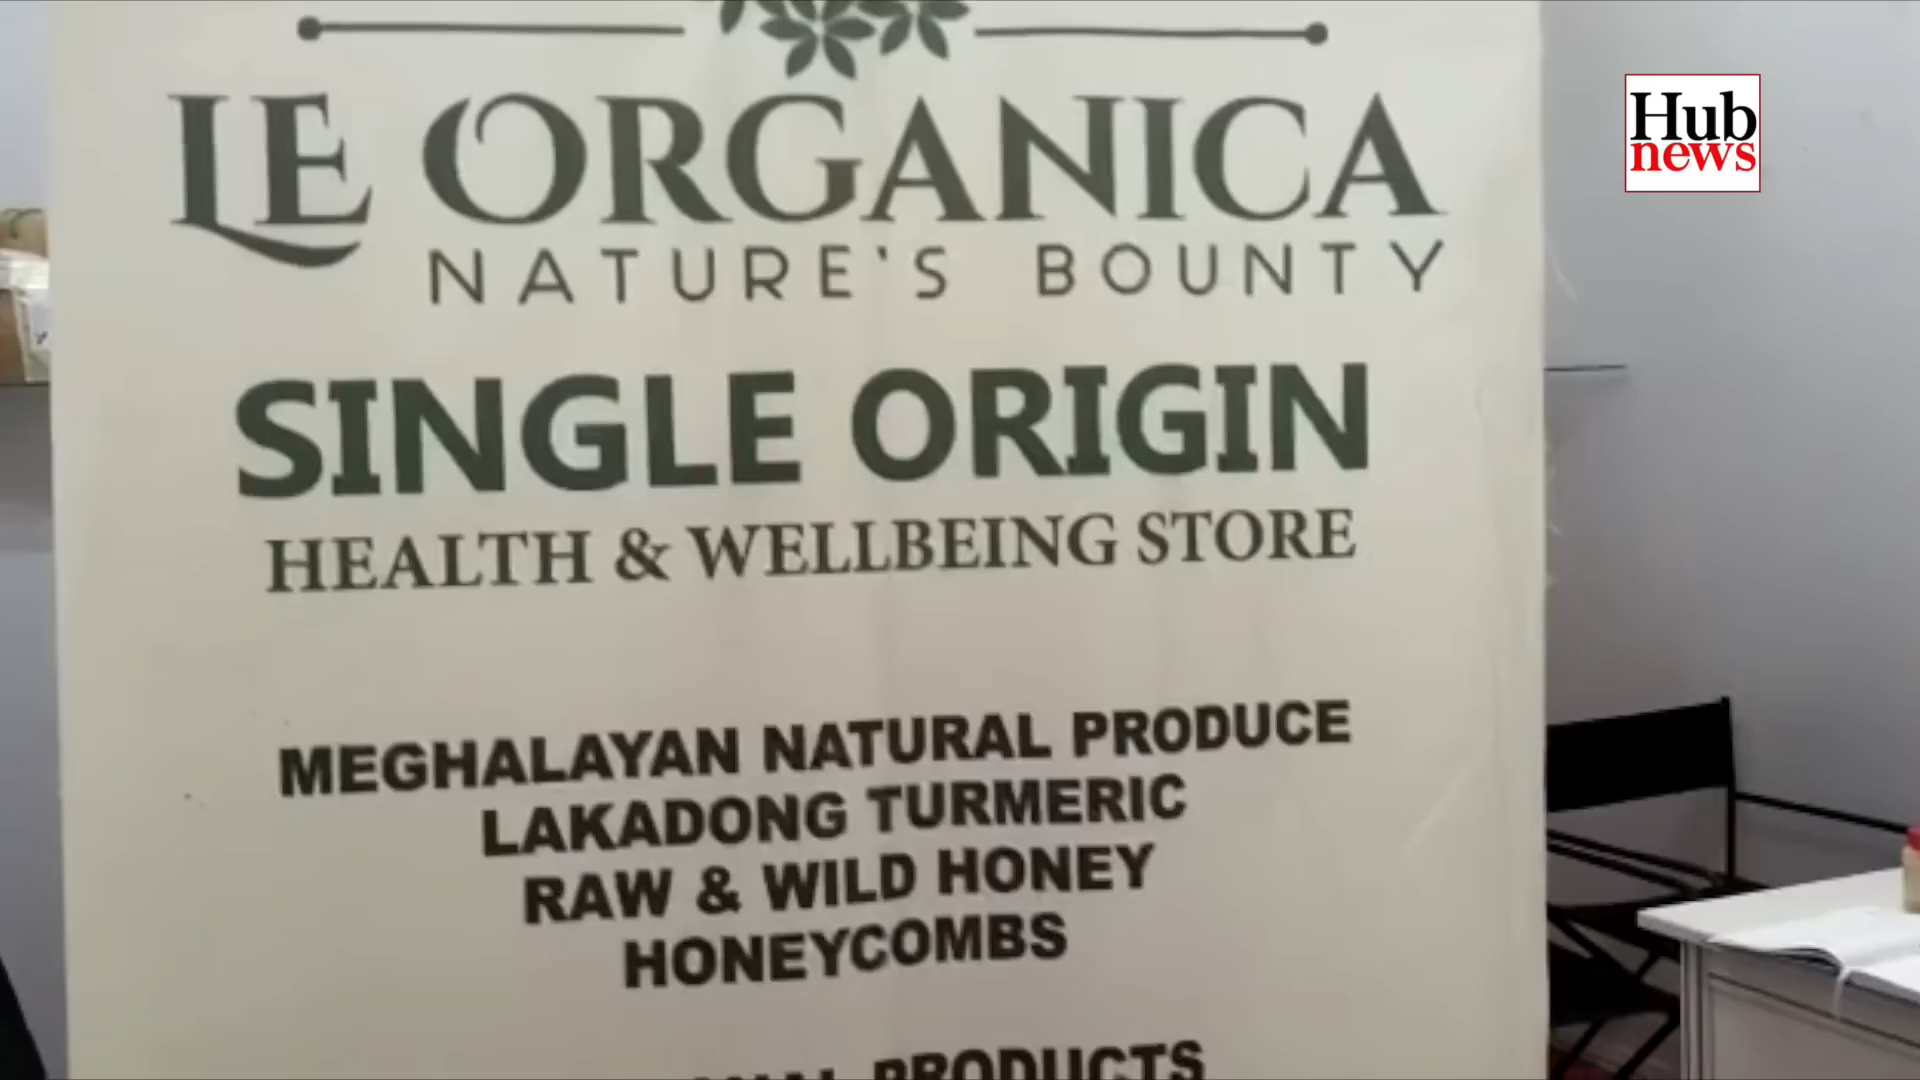 LE ORGANICA
NATURE'S BOUNTY
SINGLE ORIGIN
HEALTH & WELLBEING STORE
MEGHALAYAN NATURAL PRODUCE
LAKADONG TURMERIC
RAW & WILD HONEY
HONEYCOMBS
PRODUCTS
Hub
news